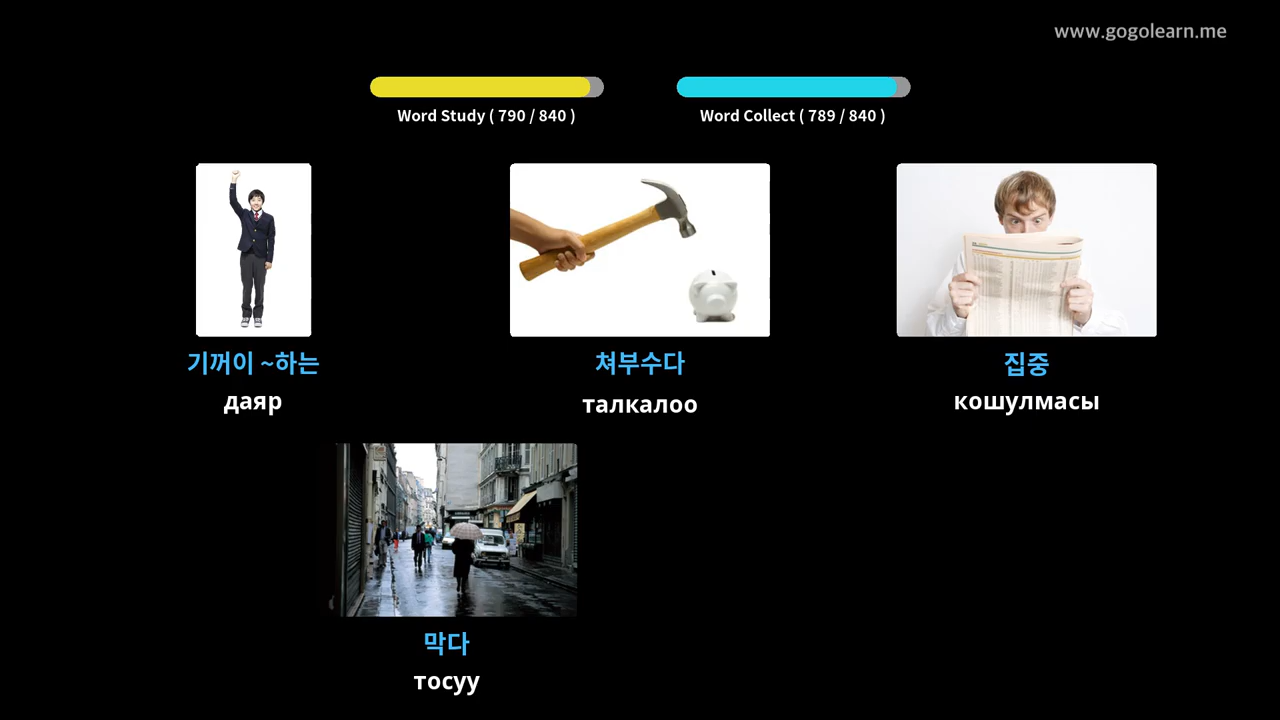 www.gogolearn.me
Word Study ( 790 / 840 )
Word Collect ( 789 / 840 )
기꺼이 ~하는
даяр
쳐부수다
талкалоо
집중
кошулмасы
막다
тосуу